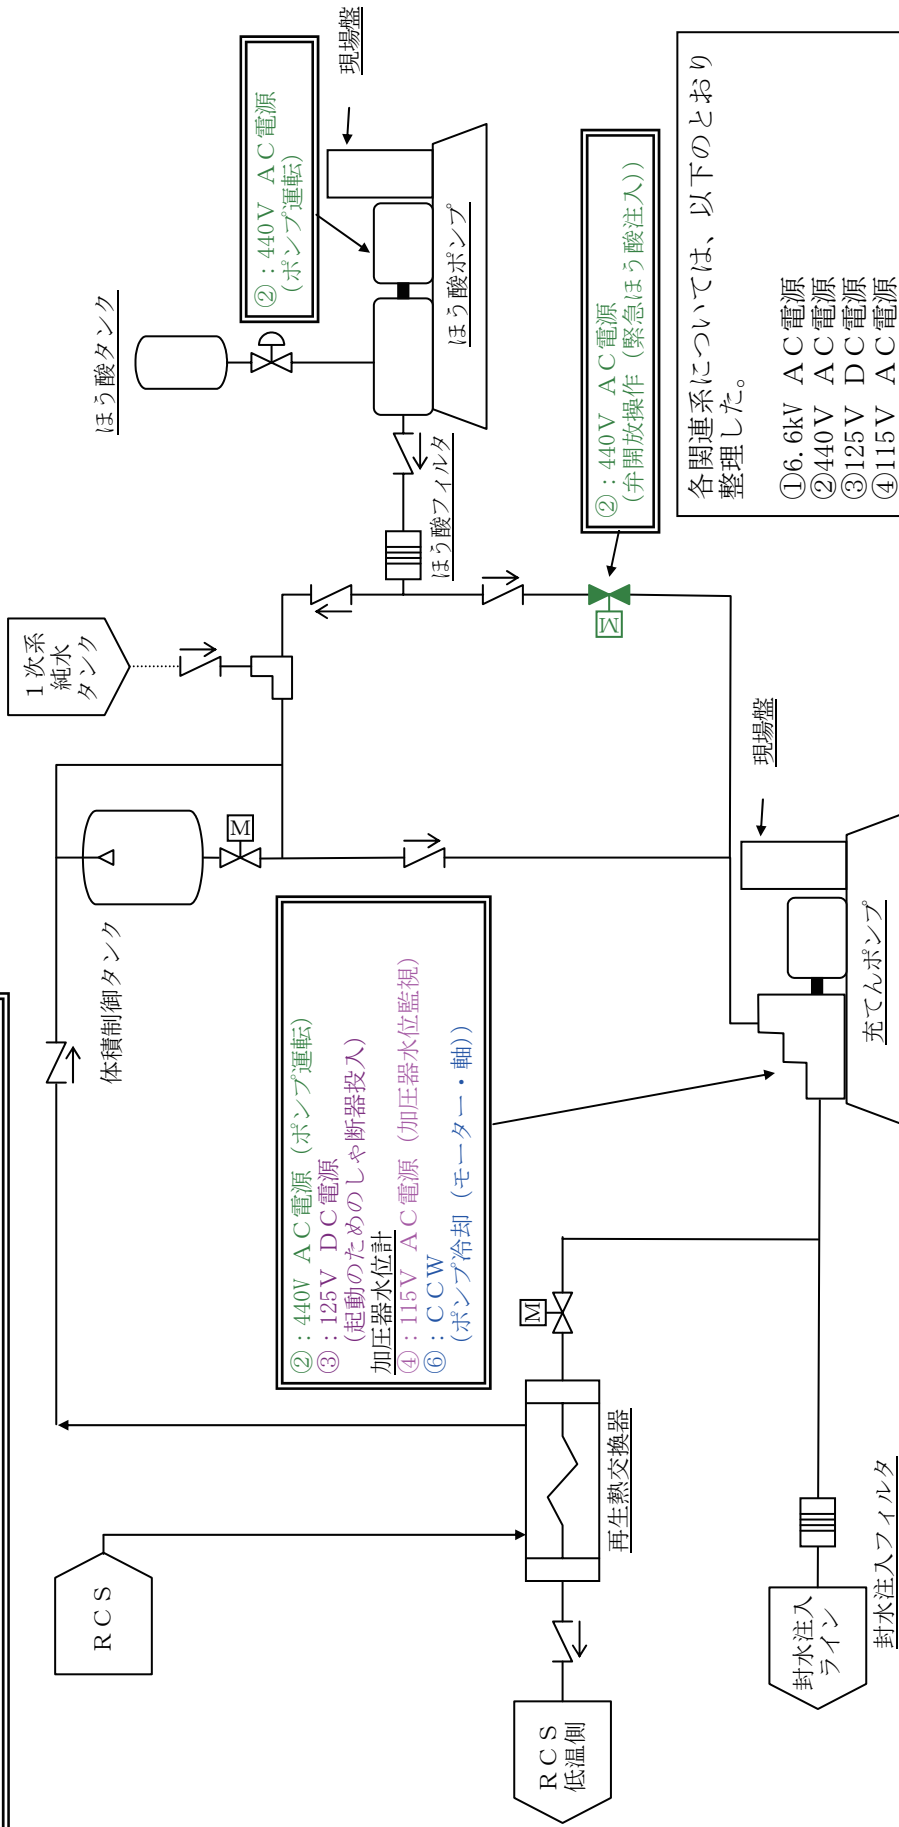 RCS
RCS
低温側
封水注入
ライン
封水注入フィルタ
再生熱交換器
M
②：440V AC電源（ポンプ運転）
③：125V DC電源
（起動のためのしゃ断器投入）
加圧器水位計
④：115V AC電源（加圧器水位監視）
⑥：CCW
（ポンプ冷却（モーター・軸））
体積制御タンク
M
充てんポンプ
現場盤
1次系
純水
タンク
ほう酸タンク
②：440V AC電源
（ポンプ運転）
現場盤
ほう酸ポンプ
ほう酸フィルタ
M
②：440V AC電源
（弁開放操作（緊急ほう酸注入））
各関連系については、以下のとおり
整理した。
①6.6kV AC電源
②440V AC電源
③125V DC電源
④115V AC電源